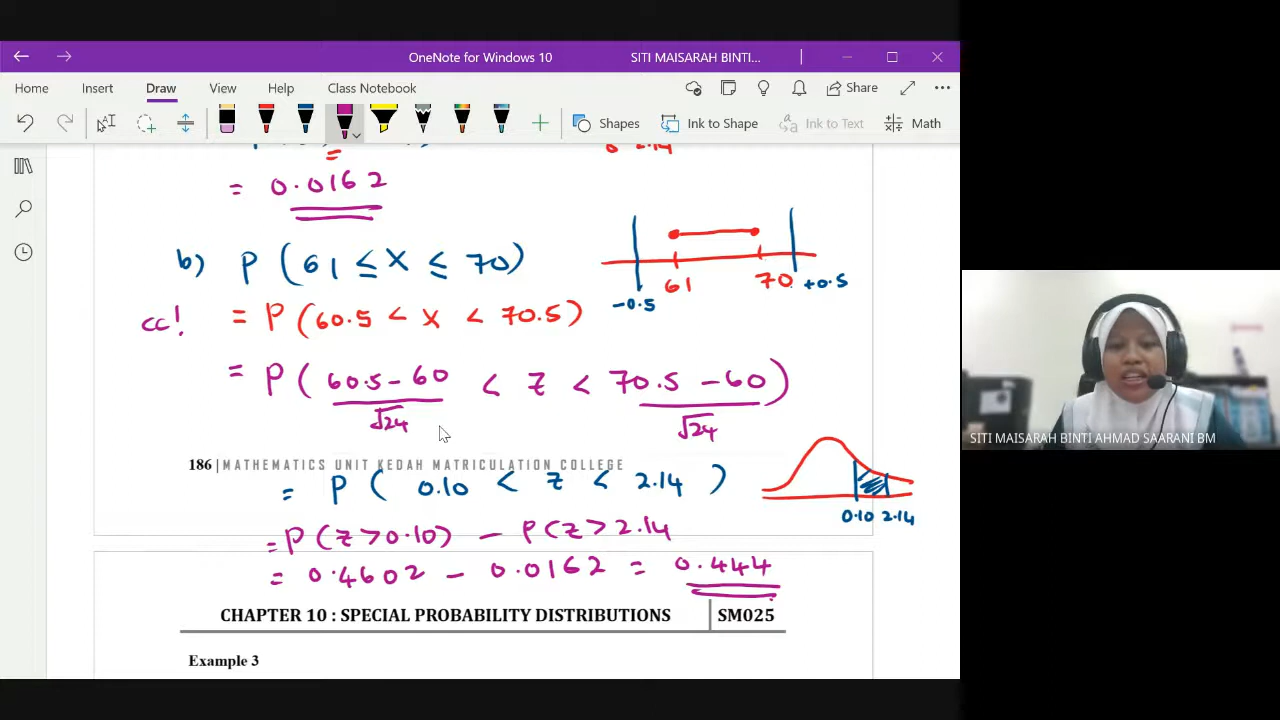 OneNote for Windows 10 SITI MAISARAH BINTI...
Home Insert Draw View Help Class Notebook Share
Shapes Ink to Shape Ink to Text Math
= 0.0162
b) P ( 61 ≤ X ≤ 70)
61 70 -0.5 +0.5
cc! = P (60.5 < x < 70.5)
= P ( 60.5 - 60 / √24 < z < 70.5 - 60 / √24 )
SITI MAISARAH BINTI AHMAD SAARANI BM
186 | MATHEMATICS UNIT KEDAH MATRICULATION COLLEGE
= P ( 0.10 < z < 2.14 )
0.10 2.14
= P (z > 0.10) - P (z > 2.14
= 0.4602 - 0.0162 = 0.444
CHAPTER 10 : SPECIAL PROBABILITY DISTRIBUTIONS SM025
Example 3